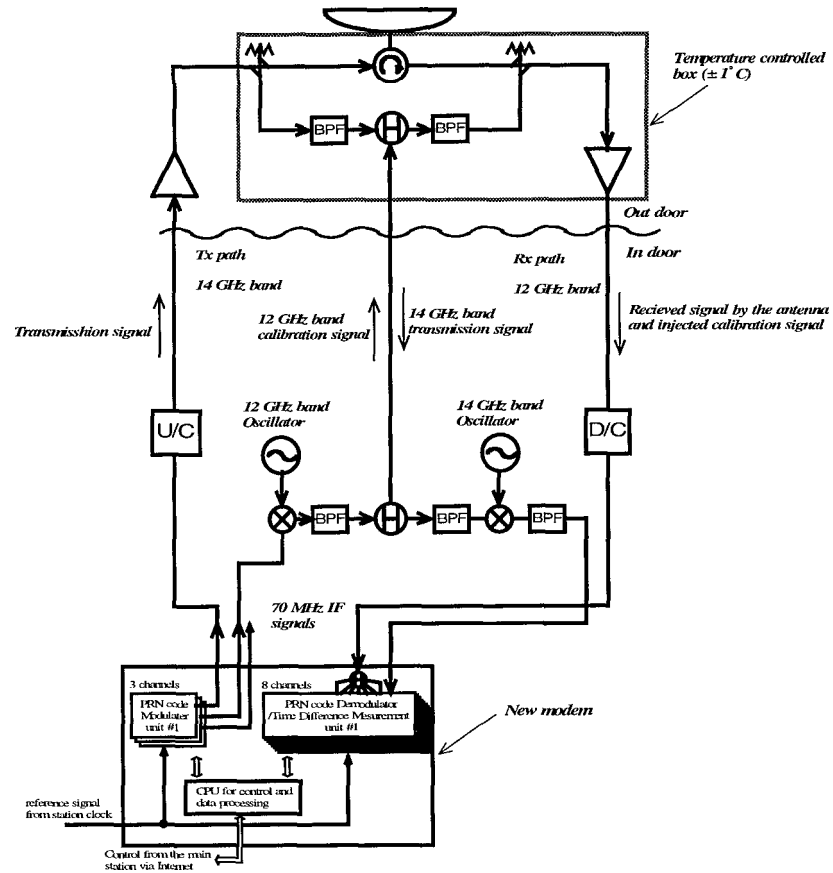 Temperature controlled
box (± 1°C)
BPF
BPF
Out door
In door
Tx path
14 GHz band
Rx path
12 GHz band
Transmisshion signal
12 GHz band
calibration signal
14 GHz band
transmission signal
Recieved signal by the antenna
and injected calibration signal
12 GHz band
Oscillator
14 GHz band
Oscillator
U/C
D/C
BPF
BPF
BPF
70 MHz IF
signals
3 channels
PRN code
Modulater
unit #1
8 channels
PRN code Demodulator
/Time Difference Mesurement
unit #1
New modem
CPU for control and
data processing
reference signal
from station clock
Control from the main
station via Internet